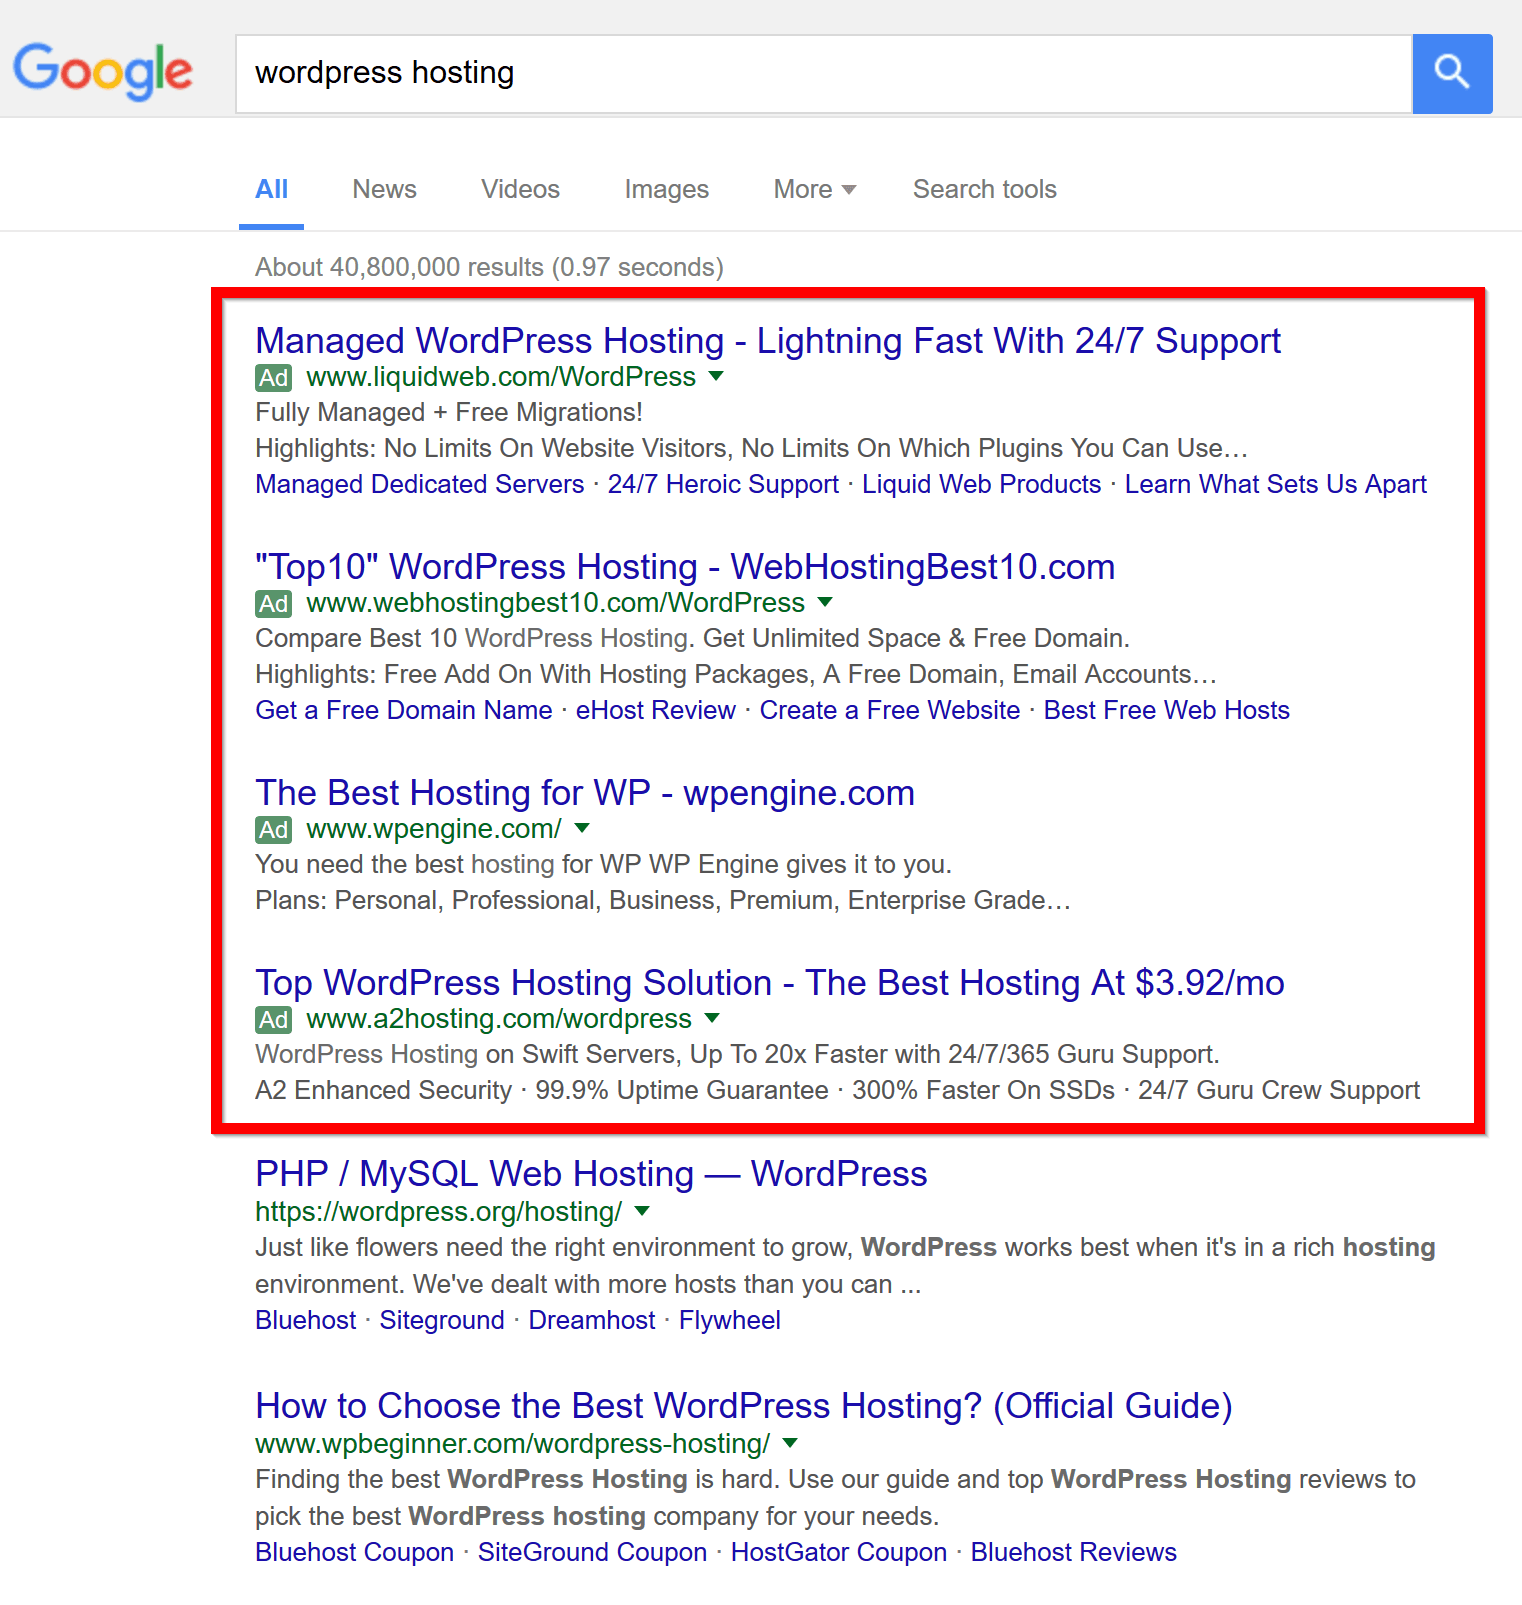 Google
wordpress hosting
All News Videos Images More Search tools
About 40,800,000 results (0.97 seconds)
Managed WordPress Hosting - Lightning Fast With 24/7 Support
Ad www.liquidweb.com/WordPress
Fully Managed + Free Migrations!
Highlights: No Limits On Website Visitors, No Limits On Which Plugins You Can Use…
Managed Dedicated Servers · 24/7 Heroic Support · Liquid Web Products · Learn What Sets Us Apart
"Top10" WordPress Hosting - WebHostingBest10.com
Ad www.webhostingbest10.com/WordPress
Compare Best 10 WordPress Hosting. Get Unlimited Space & Free Domain.
Highlights: Free Add On With Hosting Packages, A Free Domain, Email Accounts…
Get a Free Domain Name · eHost Review · Create a Free Website · Best Free Web Hosts
The Best Hosting for WP - wpengine.com
Ad www.wpengine.com/
You need the best hosting for WP WP Engine gives it to you.
Plans: Personal, Professional, Business, Premium, Enterprise Grade…
Top WordPress Hosting Solution - The Best Hosting At $3.92/mo
Ad www.a2hosting.com/wordpress
WordPress Hosting on Swift Servers, Up To 20x Faster with 24/7/365 Guru Support.
A2 Enhanced Security · 99.9% Uptime Guarantee · 300% Faster On SSDs · 24/7 Guru Crew Support
PHP / MySQL Web Hosting — WordPress
https://wordpress.org/hosting/
Just like flowers need the right environment to grow, WordPress works best when it's in a rich hosting
environment. We've dealt with more hosts than you can ...
Bluehost · Siteground · Dreamhost · Flywheel
How to Choose the Best WordPress Hosting? (Official Guide)
www.wpbeginner.com/wordpress-hosting/
Finding the best WordPress Hosting is hard. Use our guide and top WordPress Hosting reviews to
pick the best WordPress hosting company for your needs.
Bluehost Coupon · SiteGround Coupon · HostGator Coupon · Bluehost Reviews